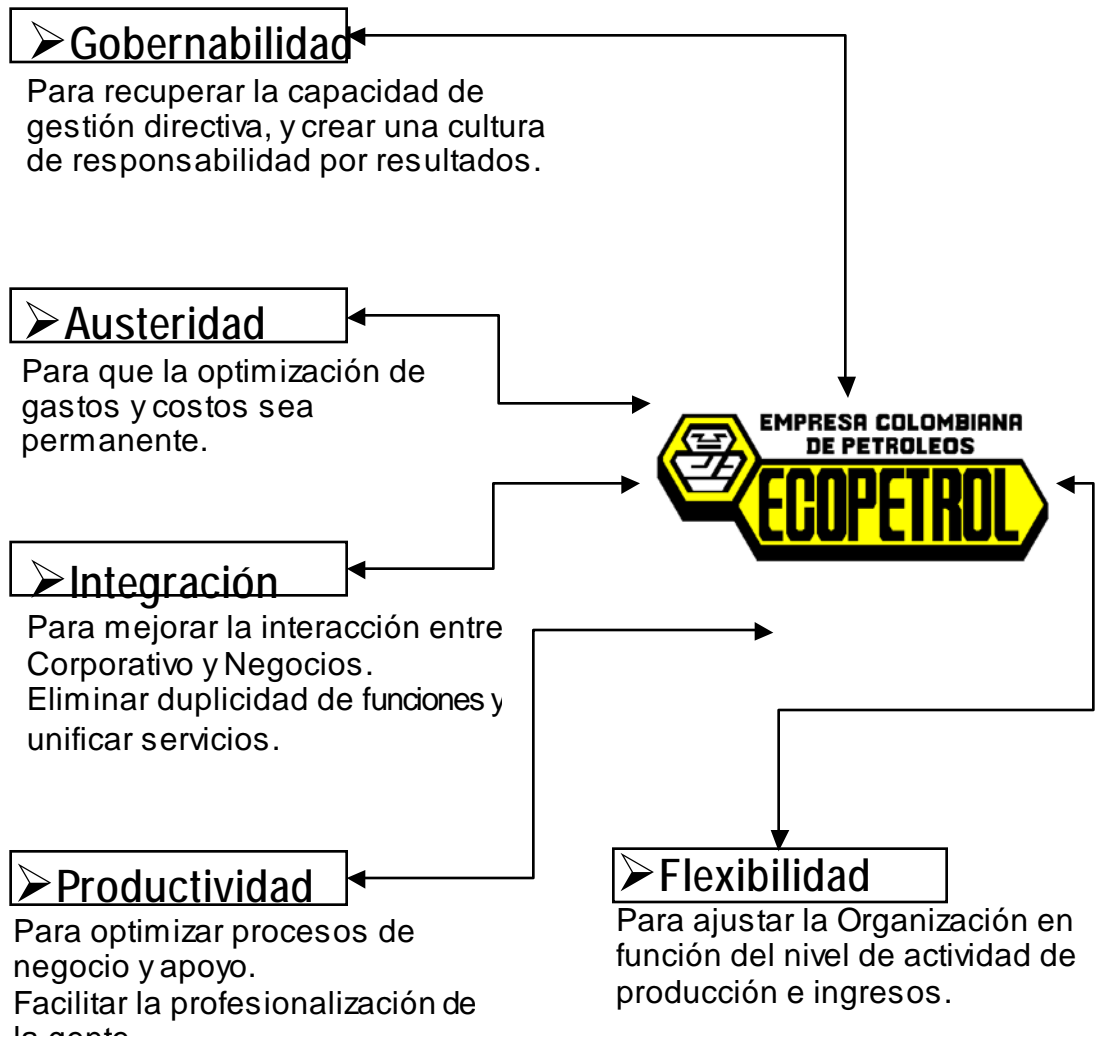 ➢Gobernabilidad
Para recuperar la capacidad de
gestión directiva, y crear una cultura
de responsabilidad por resultados.
➢Austeridad
Para que la optimización de
gastos y costos sea
permanente.
EMPRESA COLOMBIANA
DE PETROLEOS
ECOPETROL
➢Integración
Para mejorar la interacción entre
Corporativo y Negocios.
Eliminar duplicidad de funciones y
unificar servicios.
➢Productividad
Para optimizar procesos de
negocio y apoyo.
Facilitar la profesionalización de
➢Flexibilidad
Para ajustar la Organización en
función del nivel de actividad de
producción e ingresos.